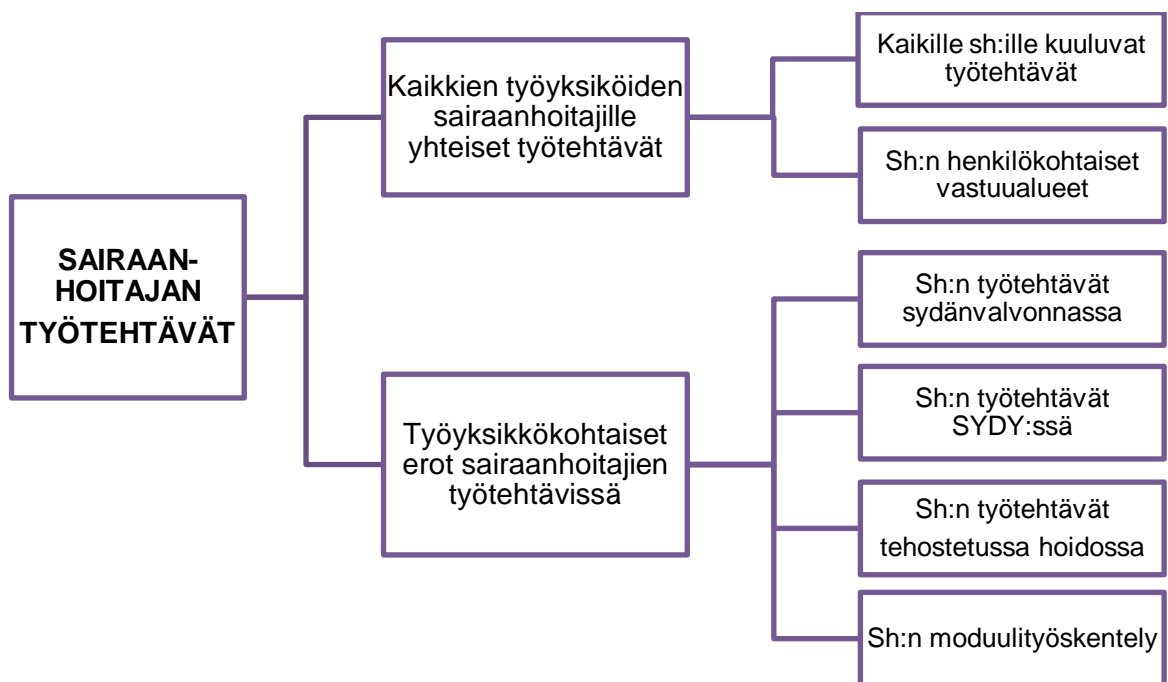 SAIRAAN-
HOITAJAN
TYÖTEHTÄVÄT
Kaikkien työyksiköiden
sairaanhoitajille
yhteiset työtehtävät
Kaikille sh:ille kuuluvat
työtehtävät
Sh:n henkilökohtaiset
vastuualueet
Työyksikkökohtaiset
erot sairaanhoitajien
työtehtävissä
Sh:n työtehtävät
sydänvalvonnassa
Sh:n työtehtävät
SYDY:ssä
Sh:n työtehtävät
tehostetussa hoidossa
Sh:n moduulityöskentely